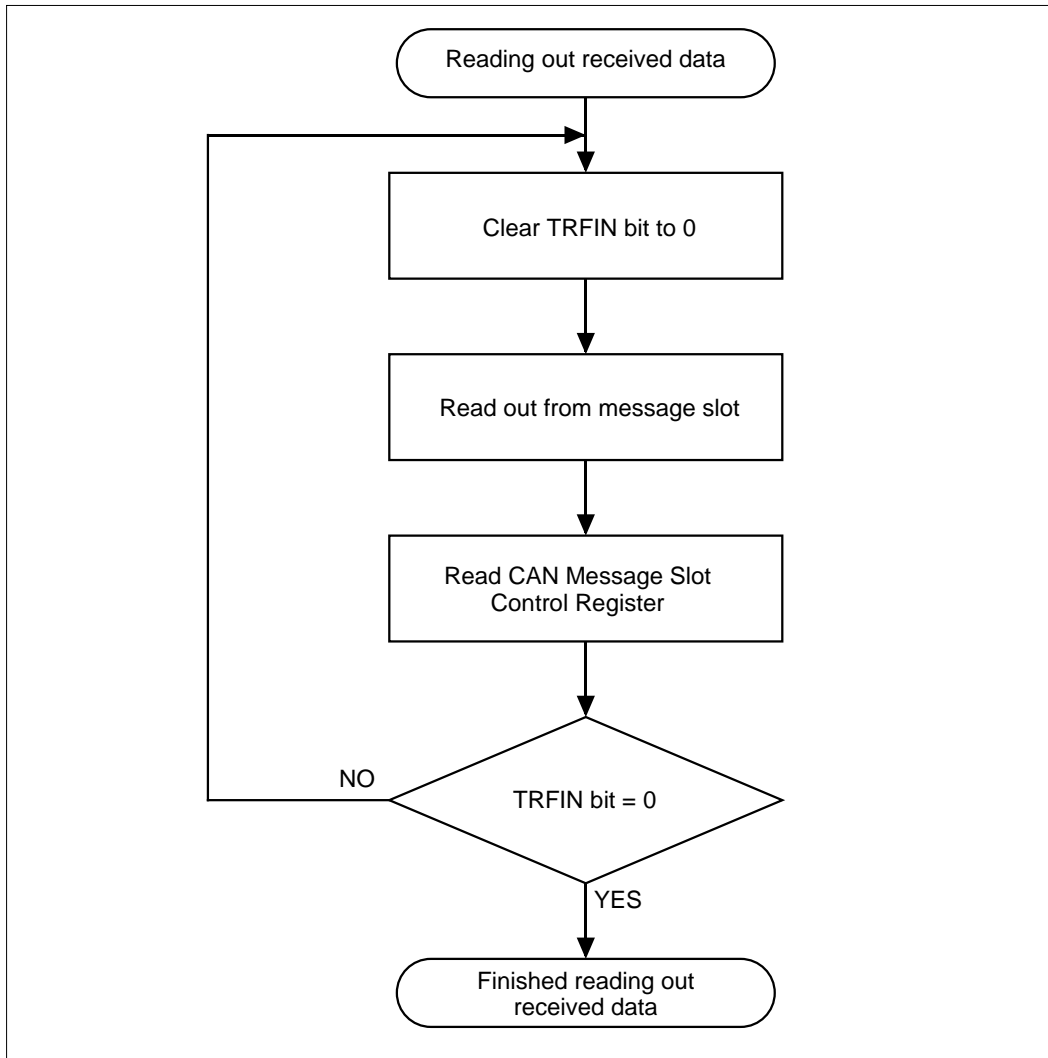 Reading out received data
Clear TRFIN bit to 0
Read out from message slot
Read CAN Message Slot
Control Register
NO
TRFIN bit = 0
YES
Finished reading out
received data